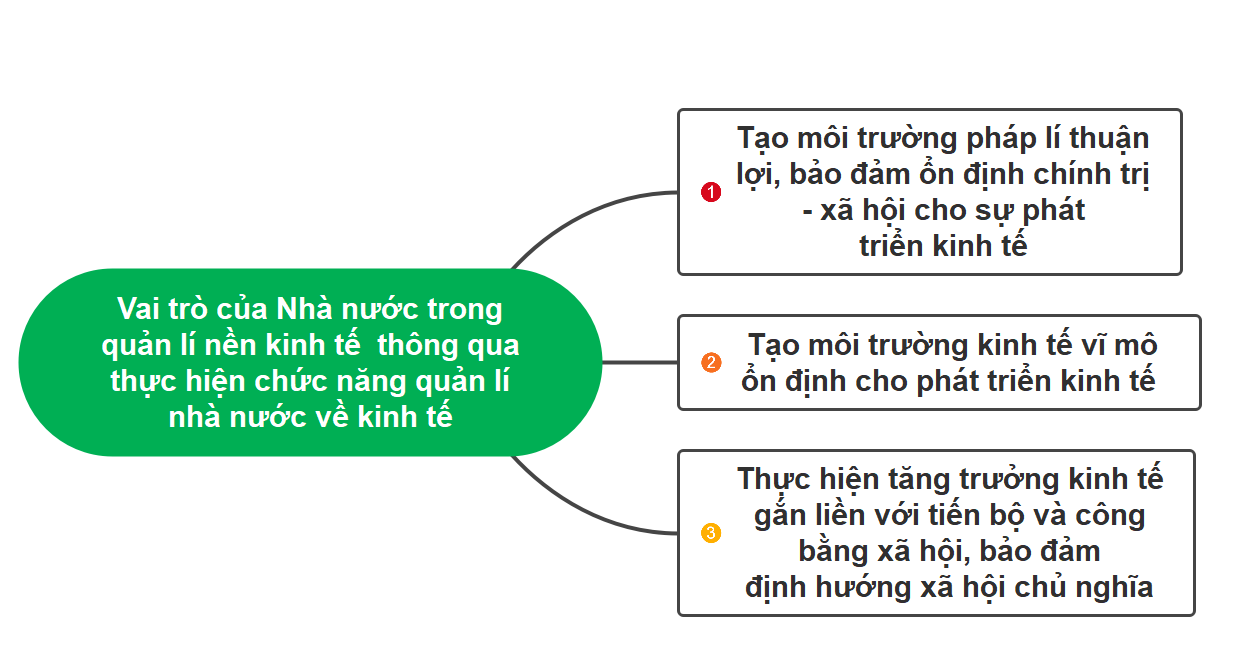 Vai trò của Nhà nước trong
quản lí nền kinh tế  thông qua
thực hiện chức năng quản lí
nhà nước về kinh tế
1
Tạo môi trường pháp lí thuận
lợi, bảo đảm ổn định chính trị
- xã hội cho sự phát
triển kinh tế
2
Tạo môi trường kinh tế vĩ mô
ổn định cho phát triển kinh tế
3
Thực hiện tăng trưởng kinh tế
gắn liền với tiến bộ và công
bằng xã hội, bảo đảm
định hướng xã hội chủ nghĩa